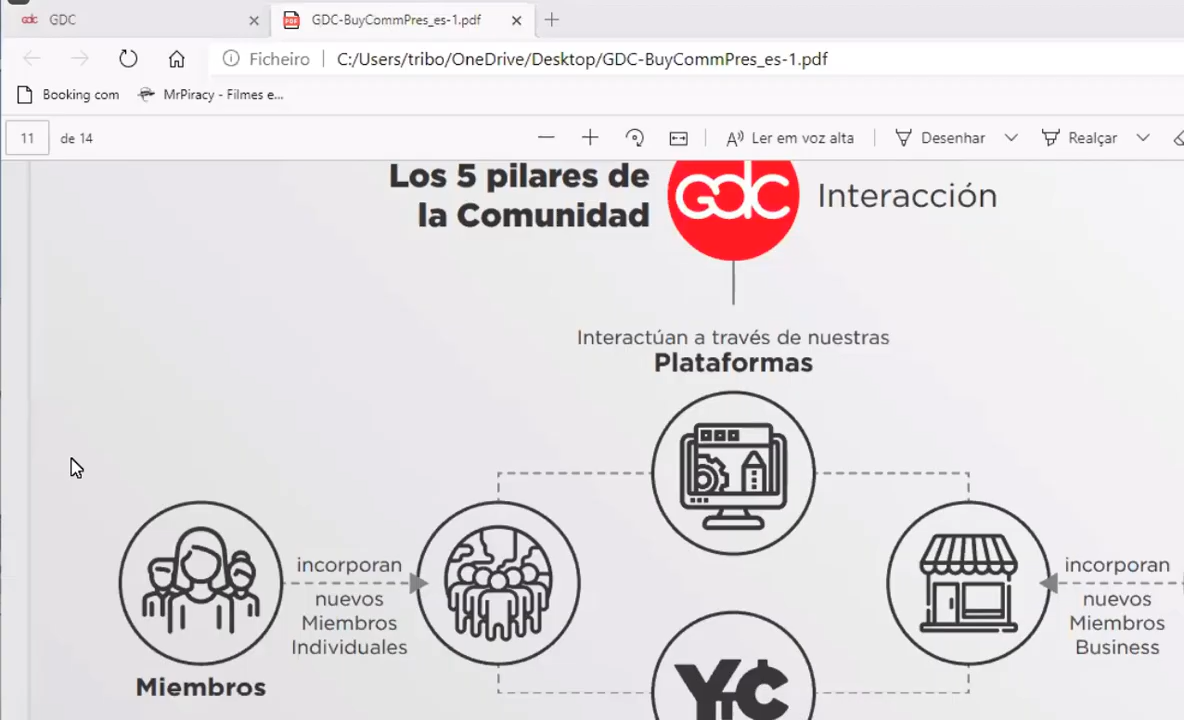 GDC
GDC-BuyCommPres_es-1.pdf
Ficheiro
C:/Users/tribo/OneDrive/Desktop/GDC-BuyCommPres_es-1.pdf
Booking com
MrPiracy - Filmes e...
11 de 14
Ler em voz alta
Desenhar
Realçar
Los 5 pilares de
la Comunidad
GDC
Interacción
Interactúan a través de nuestras
Plataformas
incorporan
nuevos
Miembros
Individuales
incorporan
nuevos
Miembros
Business
Miembros